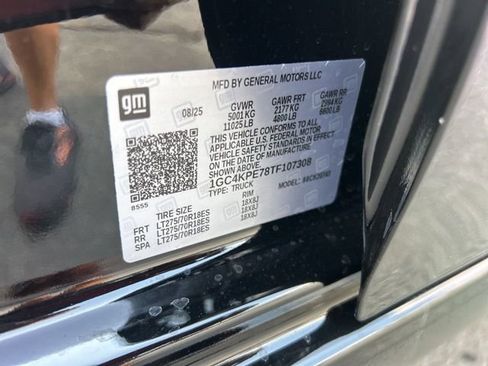 MFD BY GENERAL MOTORS LLC
gm
08/25
GVWR GAWR FRT GAWR RR
5001KG 2177 KG 2994 KG
11025 LB 4800 LB 6600 LB
THIS VEHICLE CONFORMS TO ALL
APPLICABLE U.S. FEDERAL MOTOR
VEHICLE SAFETY STANDARDS IN
EFFECT ON THE DATE OF
MANUFACTURE SHOWN ABOVE.
1GC4KPE78TF107308
TYPE: TRUCK MODEL:
B555
TIRE SIZE RIM
FRT LT275/70R18ES 18X8J
RR LT275/70R18ES 18X8J
SPA LT275/70R18ES 18X8J